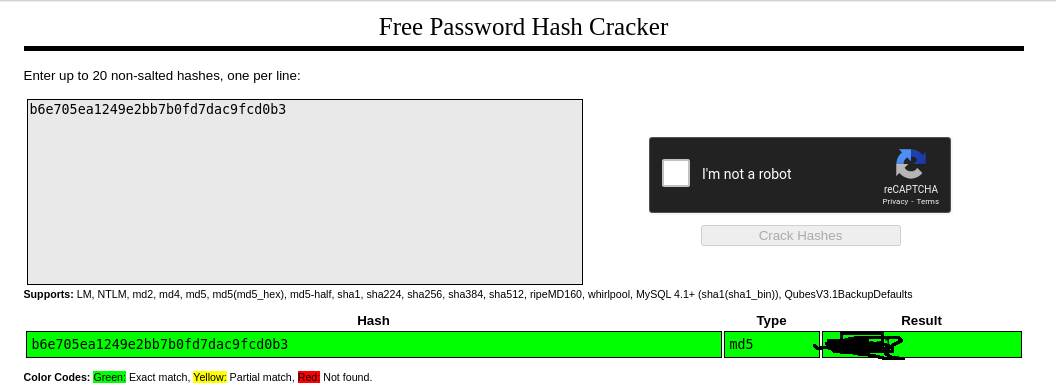 Free Password Hash Cracker
Enter up to 20 non-salted hashes, one per line:
b6e705ea1249e2bb7b0fd7dac9fcd0b3
I'm not a robot
reCAPTCHA
Privacy - Terms
Crack Hashes
Supports: LM, NTLM, md2, md4, md5, md5(md5_hex), md5-half, sha1, sha224, sha256, sha384, sha512, ripeMD160, whirlpool, MySQL 4.1+ (sha1(sha1_bin)), QubesV3.1BackupDefaults
Hash Type Result
b6e705ea1249e2bb7b0fd7dac9fcd0b3 md5
Color Codes: Green: Exact match, Yellow: Partial match, Red: Not found.